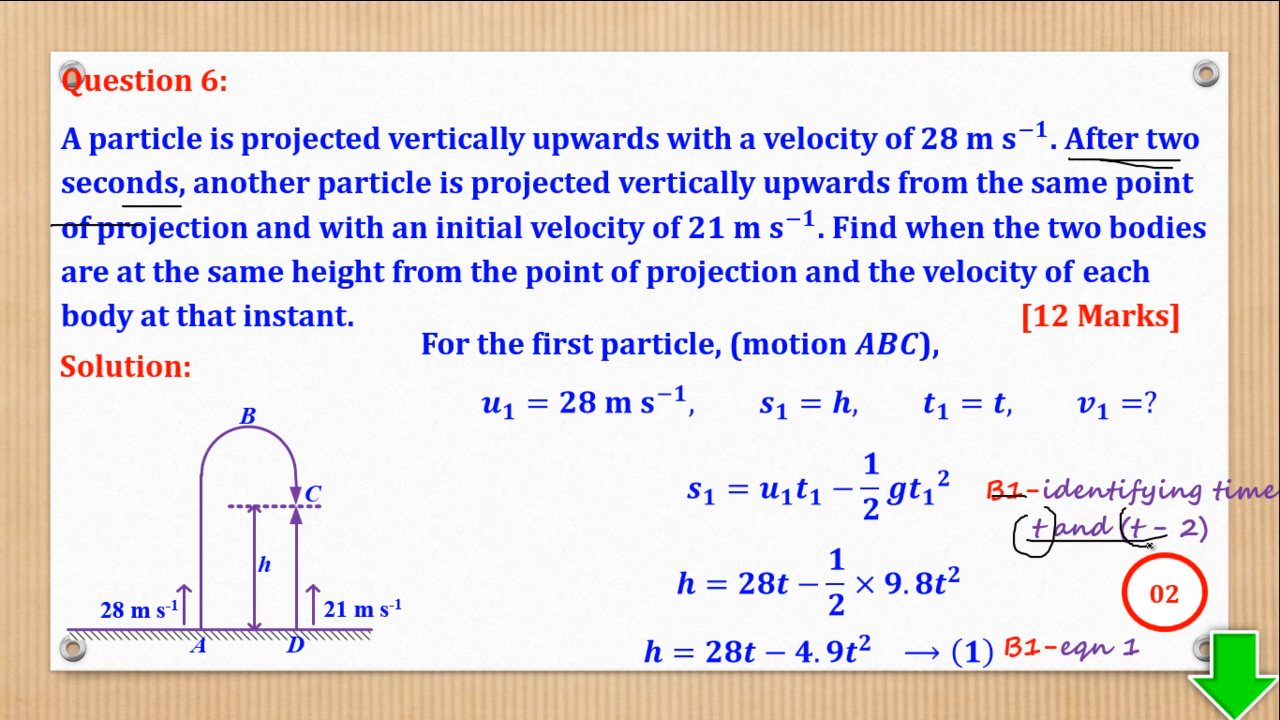 Question 6:
A particle is projected vertically upwards with a velocity of 28 m s⁻¹. After two
seconds, another particle is projected vertically upwards from the same point
of projection and with an initial velocity of 21 m s⁻¹. Find when the two bodies
are at the same height from the point of projection and the velocity of each
body at that instant. [12 Marks]
Solution:
For the first particle, (motion ABC),
u₁ = 28 m s⁻¹, s₁ = h, t₁ = t, v₁ =?
s₁ = u₁t₁ − 1/2 gt₁²
B1-identifying time
t and (t - 2)
h = 28t − 1/2 × 9.8t²
02
h = 28t − 4.9t² → (1) B1-eqn 1
B
C
h
28 m s⁻¹
21 m s⁻¹
A
D